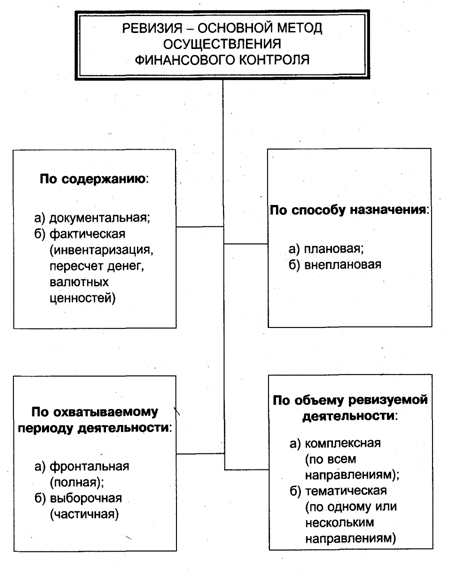 РЕВИЗИЯ – ОСНОВНОЙ МЕТОД
ОСУЩЕСТВЛЕНИЯ
ФИНАНСОВОГО КОНТРОЛЯ
По содержанию:
а) документальная;
б) фактическая
(инвентаризация,
пересчет денег,
валютных
ценностей)
По способу назначения:
а) плановая;
б) внеплановая
По охватываемому
периоду деятельности:
а) фронтальная
(полная);
б) выборочная
(частичная)
По объему ревизуемой
деятельности:
а) комплексная
(по всем
направлениям);
б) тематическая
(по одному или
нескольким
направлениям)